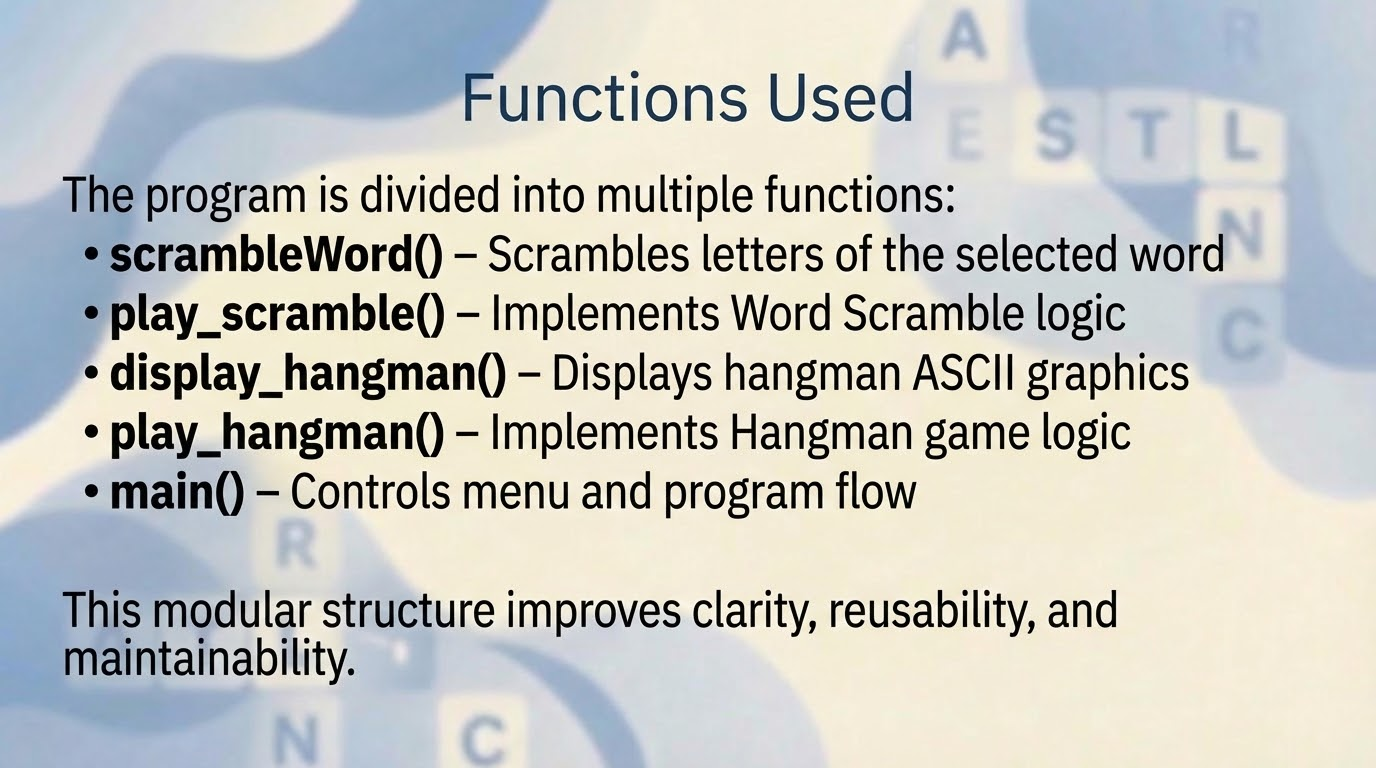 Functions Used
The program is divided into multiple functions:
• scrambleWord() – Scrambles letters of the selected word
• play_scramble() – Implements Word Scramble logic
• display_hangman() – Displays hangman ASCII graphics
• play_hangman() – Implements Hangman game logic
• main() – Controls menu and program flow
This modular structure improves clarity, reusability, and
maintainability.
A
R
E S T L
N
C
R
N C